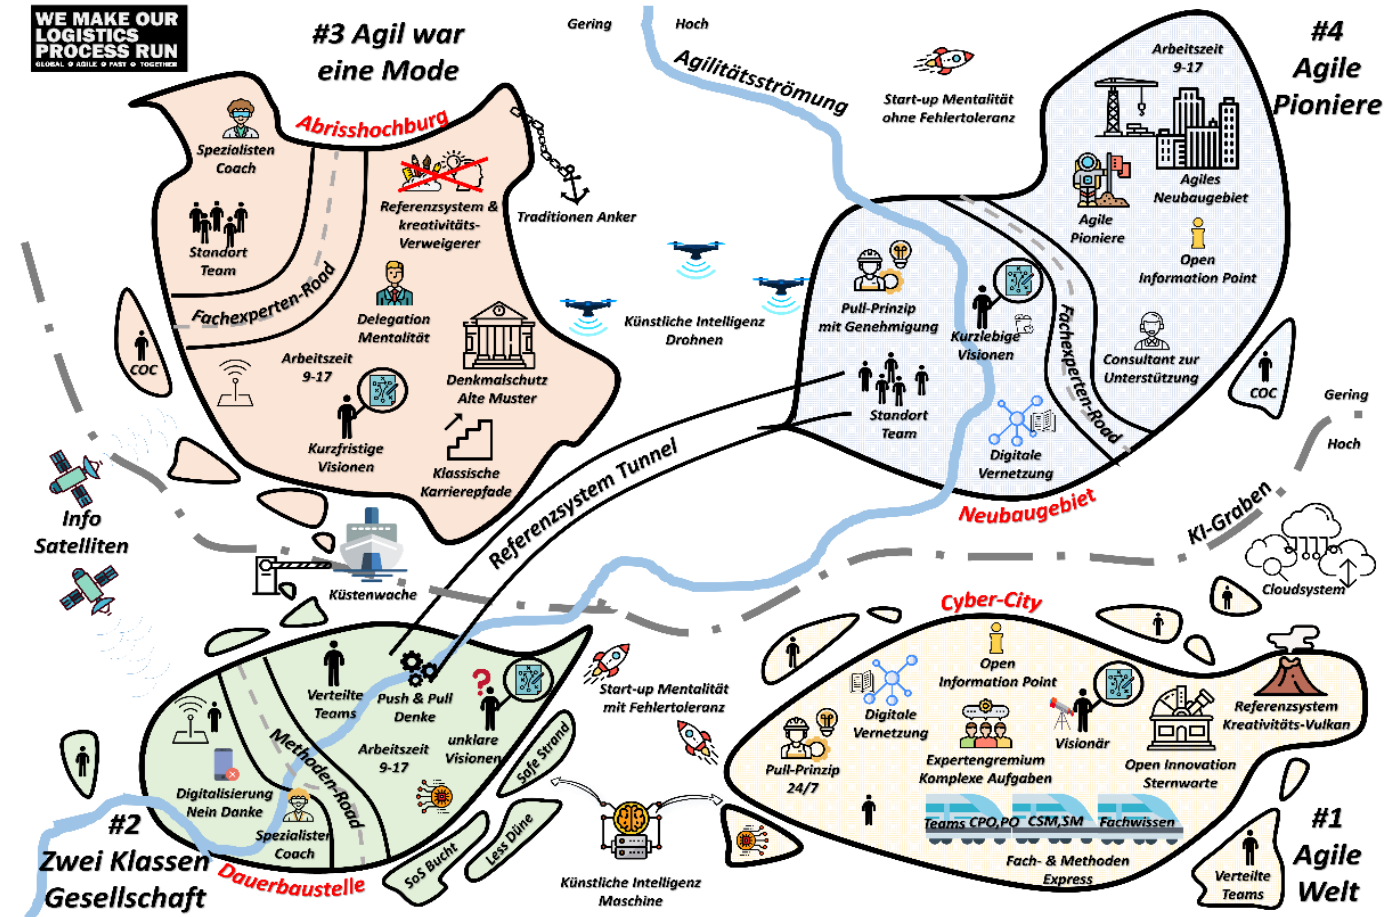 WE MAKE OUR
LOGISTICS
PROCESS RUN
GLOBAL AGILE FAST TOGETHER
#3 Agil war
eine Mode
Abrisshochburg
Spezialisten
Coach
Standort
Team
Fachexperten-Road
Referenzsystem &
kreativitäts-
Verweigerer
Delegation
Mentalität
Arbeitszeit
9-17
Kurzfristige
Visionen
Denkmalschutz
Alte Muster
Klassische
Karrierepfade
Traditionen Anker
COC
Gering
Hoch
Agilitätsströmung
Start-up Mentalität
ohne Fehlertoleranz
Künstliche Intelligenz
Drohnen
#4
Agile
Pioniere
Arbeitszeit
9-17
Agiles
Neubaugebiet
Agile
Pioniere
Open
Information Point
Pull-Prinzip
mit Genehmigung
Kurzlebige
Visionen
Fachexperten-Road
Consultant zur
Unterstützung
Standort
Team
Digitale
Vernetzung
Neubaugebiet
COC
Gering
Hoch
KI-Graben
Cloudsystem
Referenzsystem Tunnel
Info
Satelliten
Küstenwache
Verteilte
Teams
Push & Pull
Denke
unklare
Visionen
Arbeitszeit
9-17
Methoden-Road
Digitalisierung
Nein Danke
Spezialisten
Coach
Safe Strand
Less Düne
SoS Bucht
#2
Zwei Klassen
Gesellschaft
Dauerbaustelle
Start-up Mentalität
mit Fehlertoleranz
Künstliche Intelligenz
Maschine
Cyber-City
Open
Information Point
Digitale
Vernetzung
Pull-Prinzip
24/7
Expertengremium
Komplexe Aufgaben
Visionär
Open Innovation
Sternwarte
Referenzsystem
Kreativitäts-Vulkan
Teams CPO,PO CSM,SM Fachwissen
Fach- & Methoden
Express
Verteilte
Teams
#1
Agile
Welt